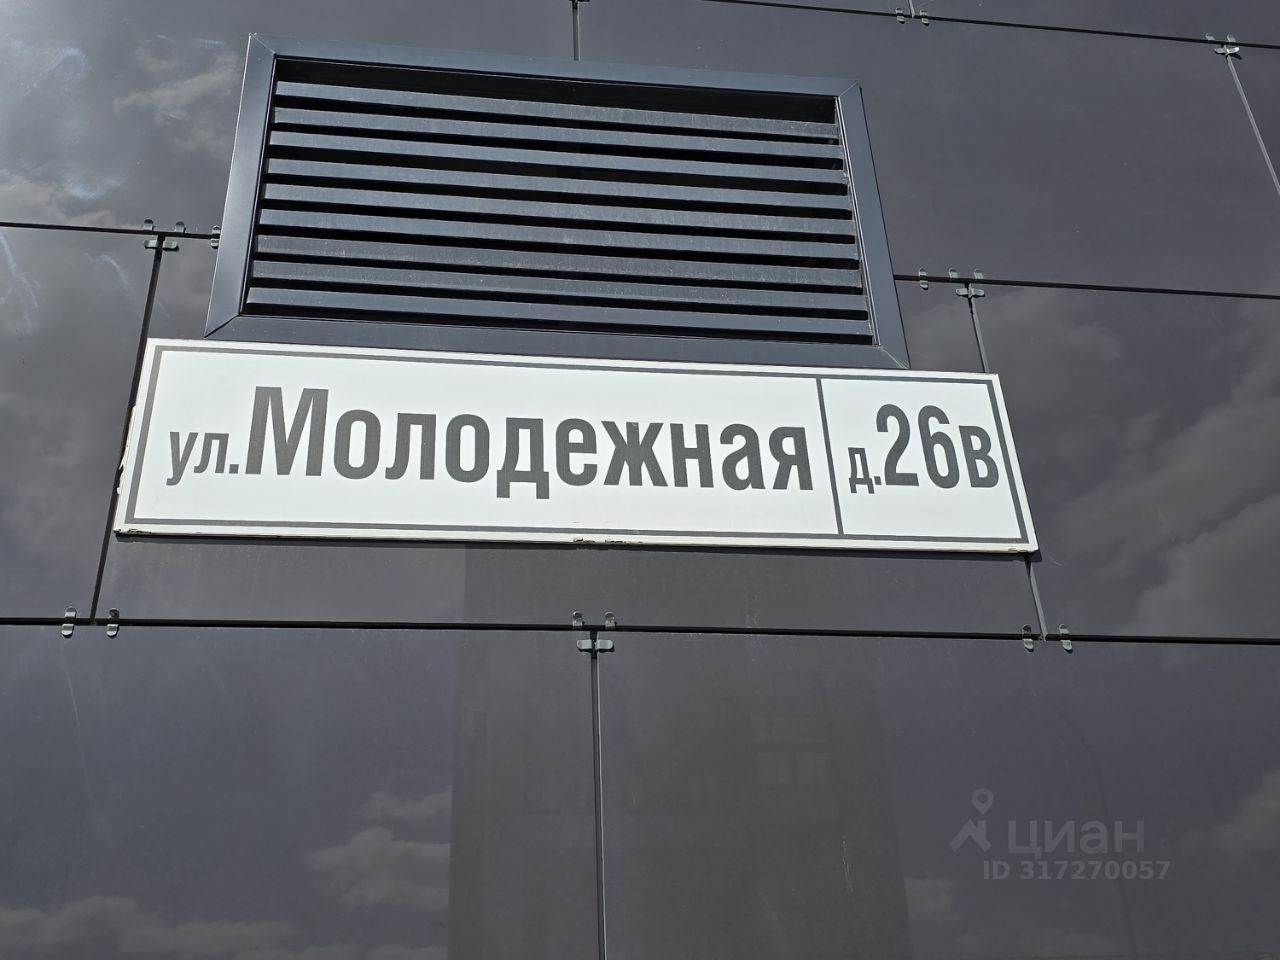 ул.Молодежная д.26в
циан
ID 317270057